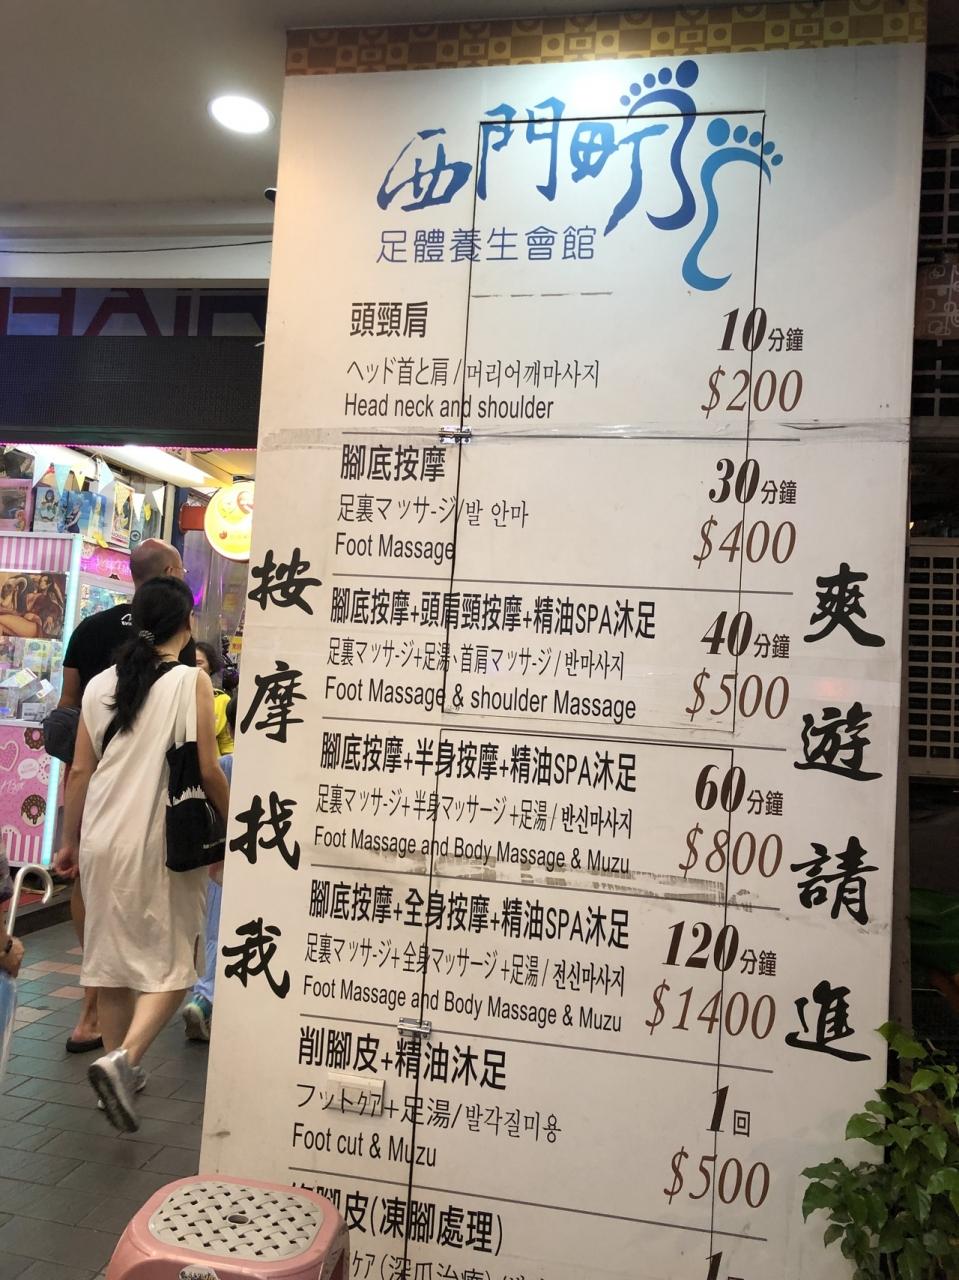 西門町
足體養生會館
頭頸肩
10分鐘
ヘッド首と肩/머리어깨마사지
$200
Head neck and shoulder
腳底按摩
30分鐘
足裏マッサ-ジ/발 안마
$400
Foot Massage
腳底按摩+頭肩頸按摩+精油SPA沐足
40分鐘
足裏マッサ-ジ+足湯、首肩マッサ-ジ/반마사지
$500
Foot Massage & shoulder Massage
腳底按摩+半身按摩+精油SPA沐足
60分鐘
足裏マッサ-ジ+半身マッサージ+足湯/반신마사지
$800
Foot Massage and Body Massage & Muzu
腳底按摩+全身按摩+精油SPA沐足
120分鐘
足裏マッサ-ジ+全身マッサージ+足湯/전신마사지
$1400
Foot Massage and Body Massage & Muzu
削腳皮+精油沐足
1回
フットケア+足湯/발각질미용
$500
Foot cut & Muzu
腳皮(凍腳處理)
按摩找我
爽遊請進
HAIR